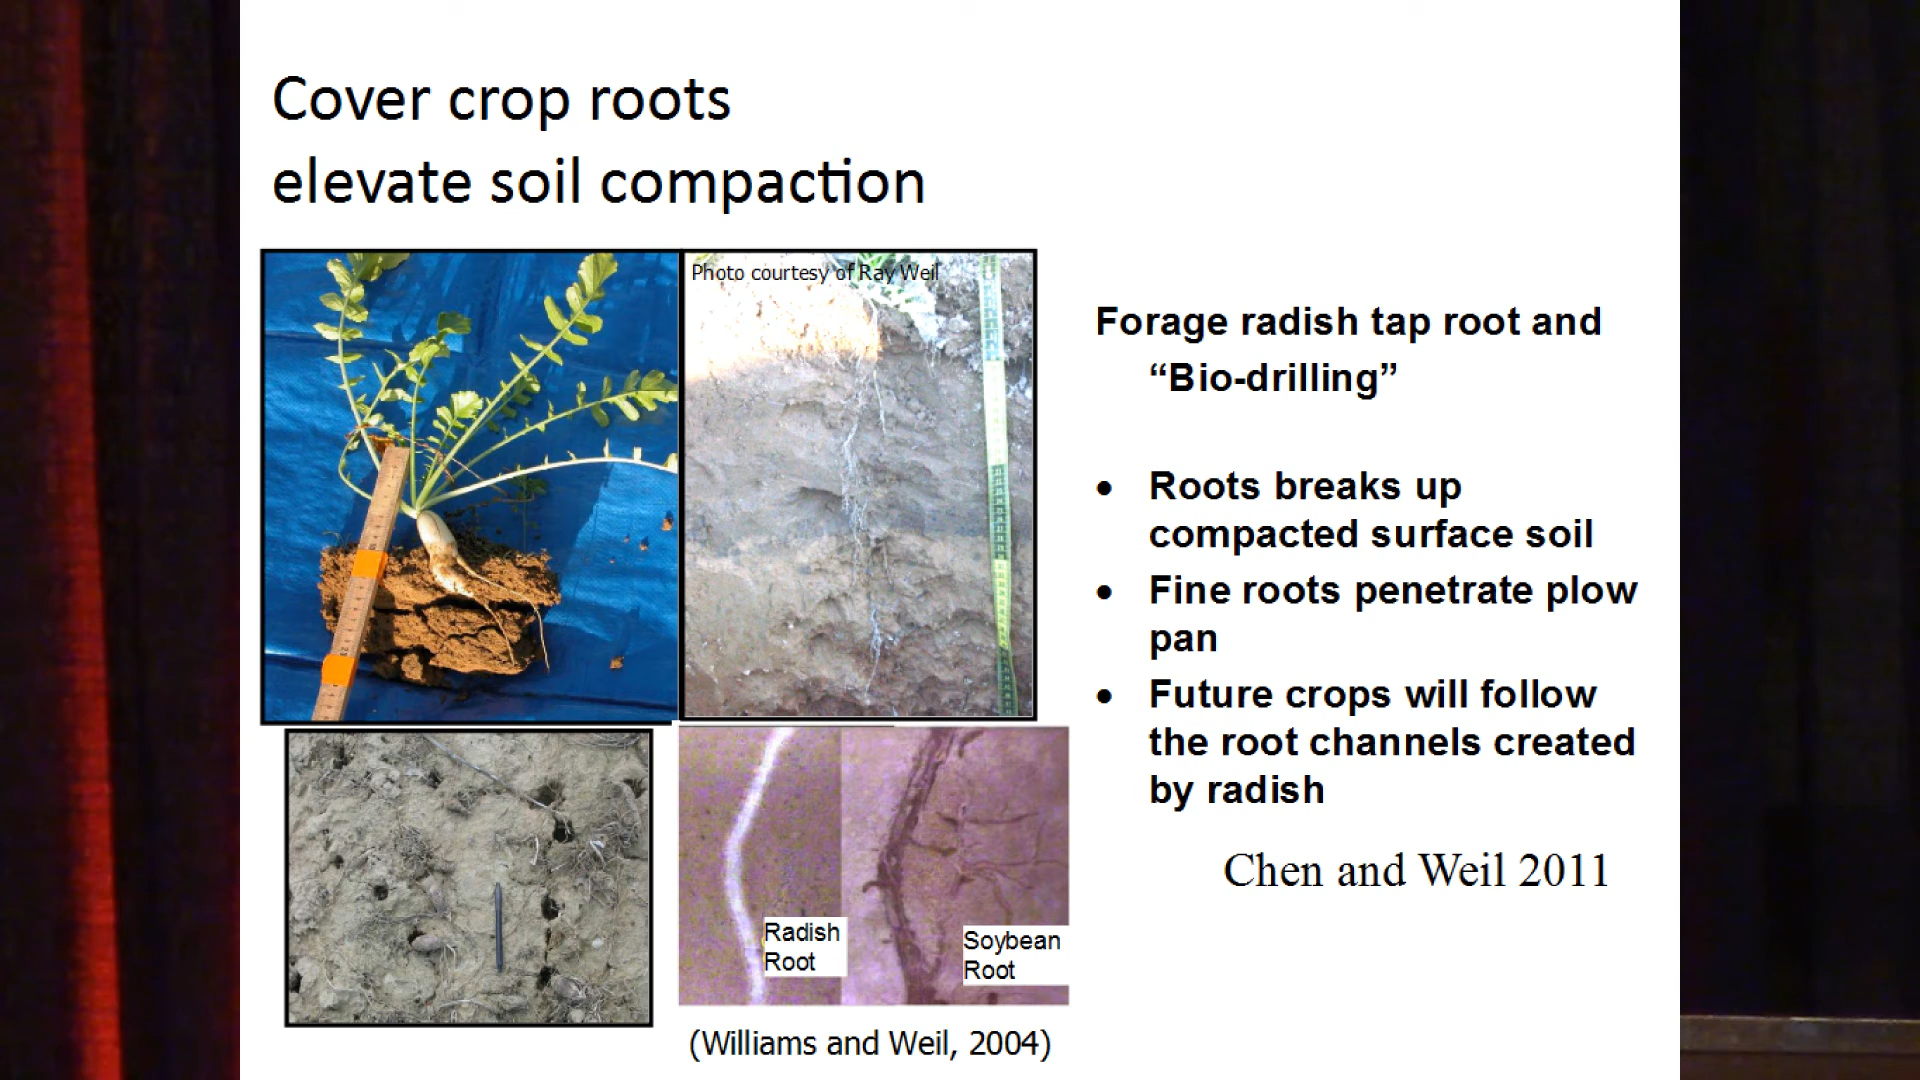 Cover crop roots
elevate soil compaction
Photo courtesy of Ray Weil
Forage radish tap root and
“Bio-drilling”
• Roots breaks up
compacted surface soil
• Fine roots penetrate plow
pan
• Future crops will follow
the root channels created
by radish
Chen and Weil 2011
Radish
Root
Soybean
Root
(Williams and Weil, 2004)